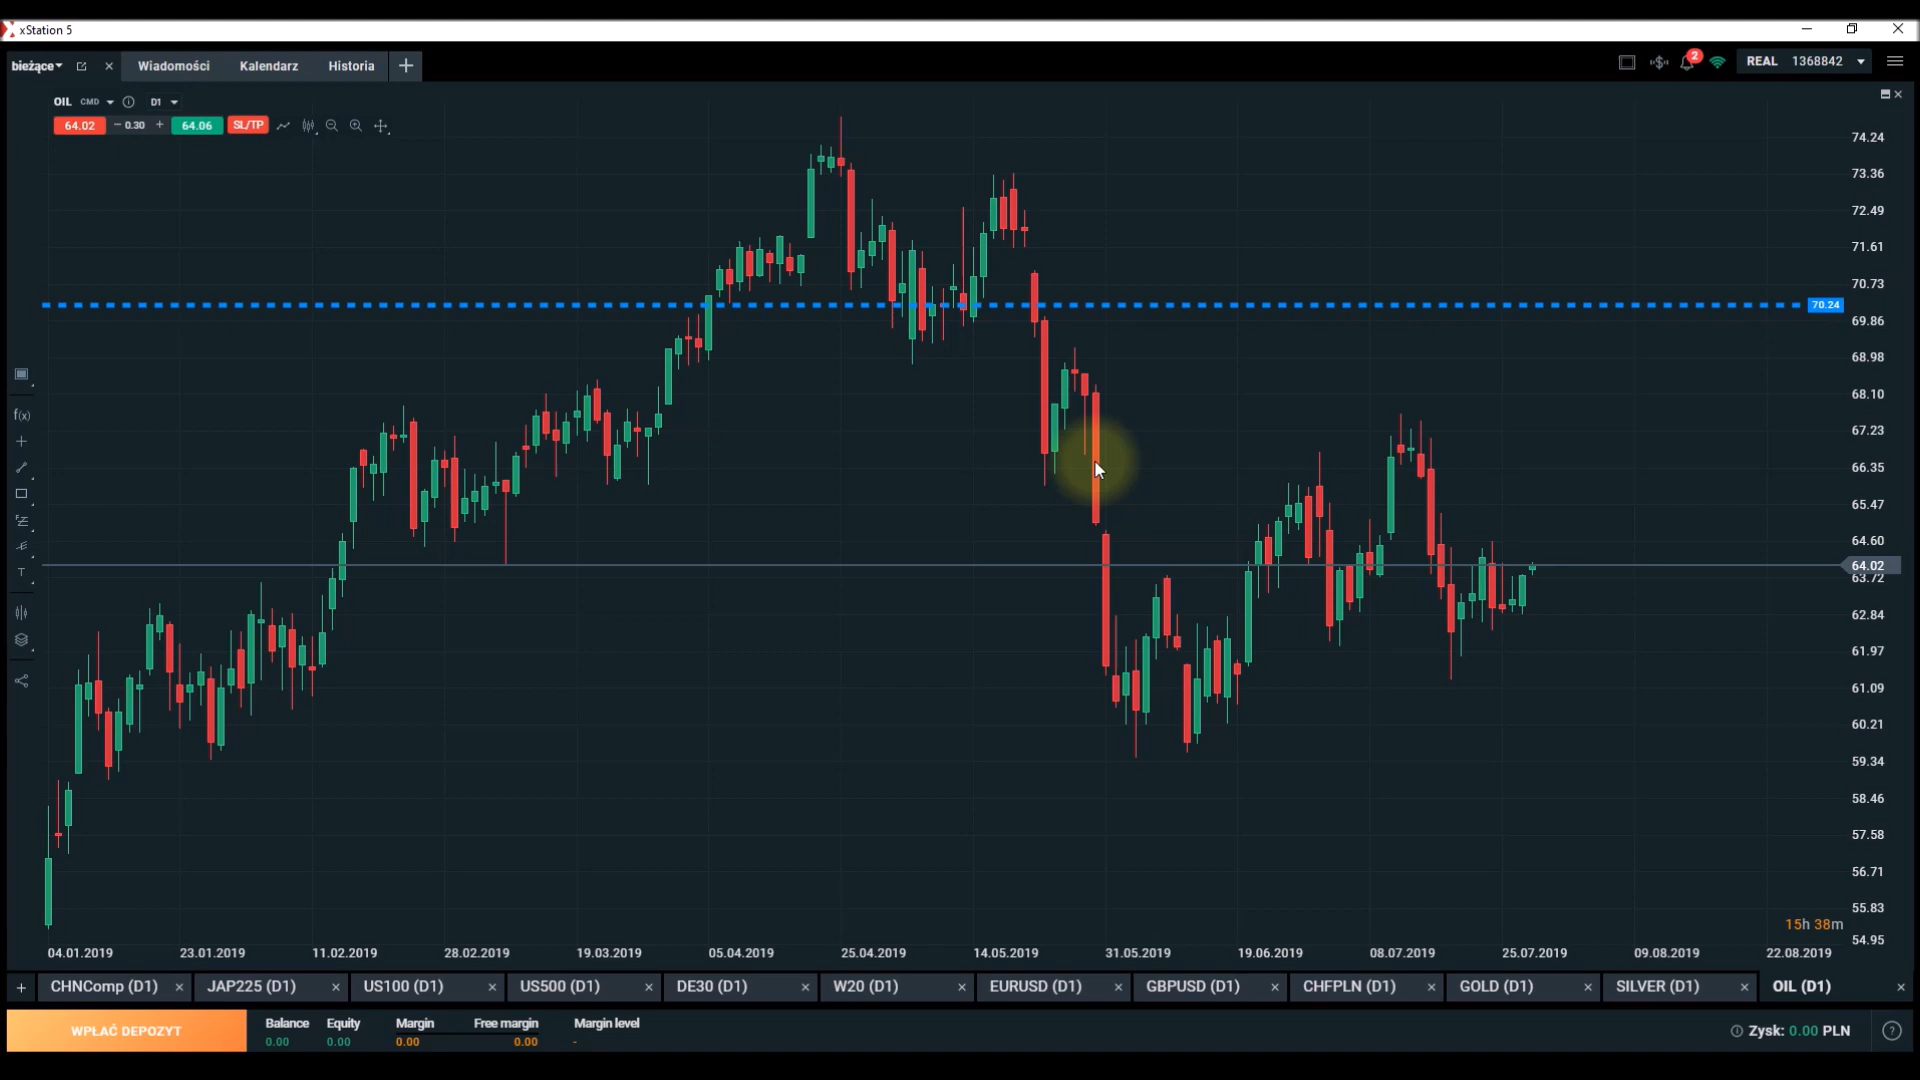 xStation 5
bieżące Wiadomości Kalendarz Historia
2 REAL 1368842
OIL CMD D1
64.02 0.30 64.06 SL/TP
74.24
73.36
72.49
71.61
70.73
70.24
69.86
68.98
68.10
67.23
66.35
65.47
64.60
64.02
63.72
62.84
61.97
61.09
60.21
59.34
58.46
57.58
56.71
55.83
54.95
f(x)
T
15h 38m
04.01.2019 23.01.2019 11.02.2019 28.02.2019 19.03.2019 05.04.2019 25.04.2019 14.05.2019 31.05.2019 19.06.2019 08.07.2019 25.07.2019 09.08.2019 22.08.2019
CHNComp (D1) JAP225 (D1) US100 (D1) US500 (D1) DE30 (D1) W20 (D1) EURUSD (D1) GBPUSD (D1) CHFPLN (D1) GOLD (D1) SILVER (D1) OIL (D1)
WPŁAĆ DEPOZYT
Balance Equity Margin Free margin Margin level
0.00 0.00 0.00 0.00 -
Zysk: 0.00 PLN